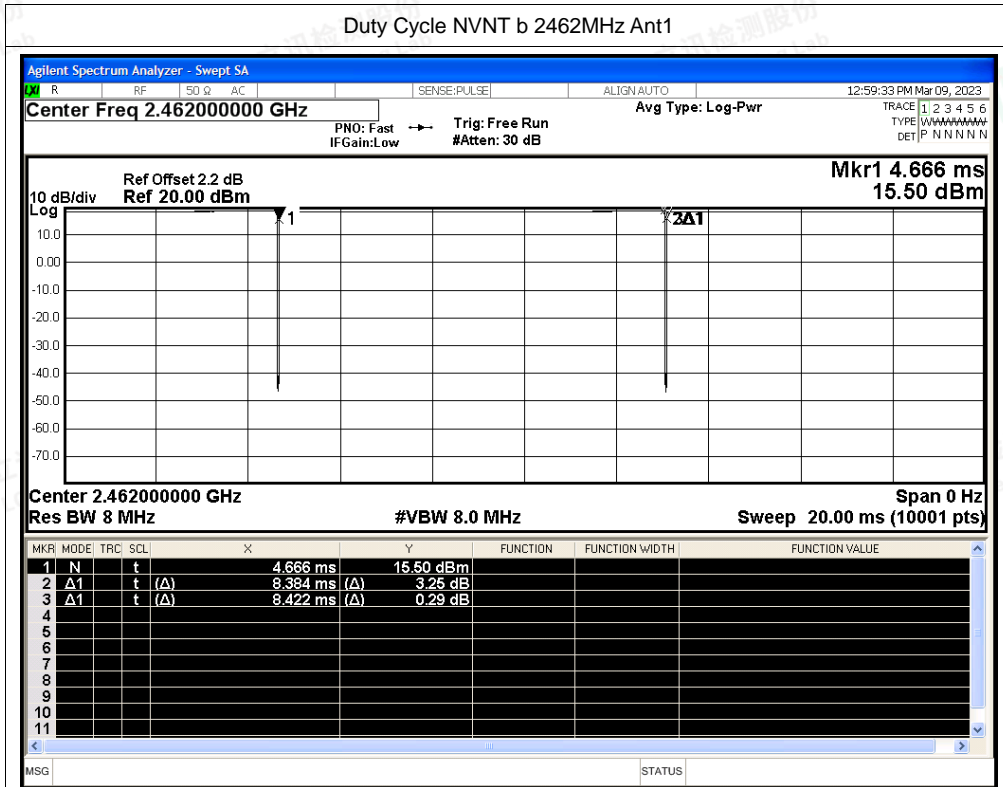 Duty Cycle NVNT b 2462MHz Ant1
Agilent Spectrum Analyzer - Swept SA
LXI R RF 50 Ω AC SENSE:PULSE ALIGN AUTO 12:59:33 PM Mar 09, 2023
Center Freq 2.462000000 GHz Avg Type: Log-Pwr TRACE 1 2 3 4 5 6
PNO: Fast Trig: Free Run TYPE WWWWWW
IFGain:Low #Atten: 30 dB DET P N N N N N
Mkr1 4.666 ms
Ref Offset 2.2 dB
10 dB/div Ref 20.00 dBm 15.50 dBm
Log
1 2 3Δ1
10.0
0.00
-10.0
-20.0
-30.0
-40.0
-50.0
-60.0
-70.0
Center 2.462000000 GHz Span 0 Hz
Res BW 8 MHz #VBW 8.0 MHz Sweep 20.00 ms (10001 pts)
MKR MODE TRC SCL X Y FUNCTION FUNCTION WIDTH FUNCTION VALUE
1 N t 4.666 ms 15.50 dBm
2 Δ1 t (Δ) 8.384 ms (Δ) 3.25 dB
3 Δ1 t (Δ) 8.422 ms (Δ) 0.29 dB
4
5
6
7
8
9
10
11
MSG STATUS